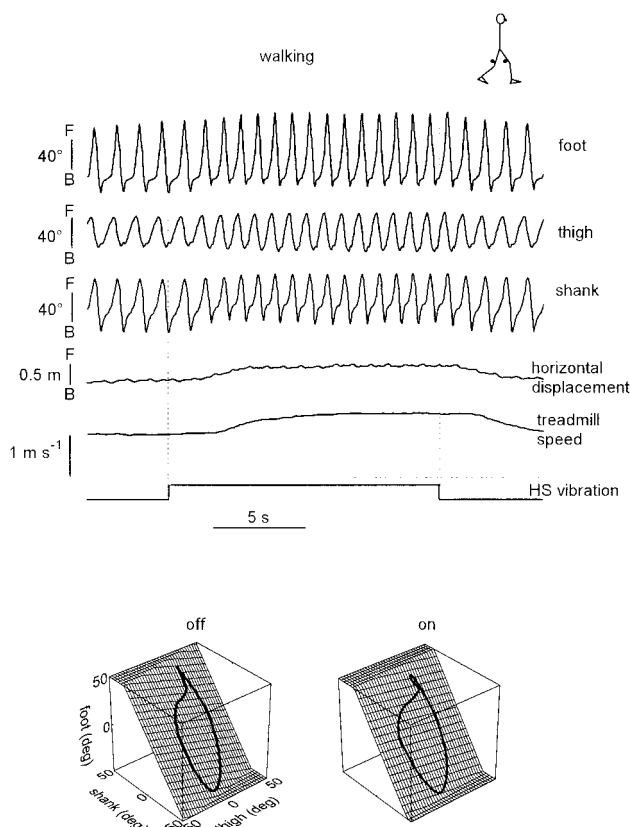 walking
F
40°
B
foot
F
40°
B
thigh
F
40°
B
shank
F
0.5 m
B
horizontal
displacement
1 m s⁻¹
treadmill
speed
HS vibration
5 s
off
on
50
0
foot (deg)
50
0
shank
50
0
thigh (deg)